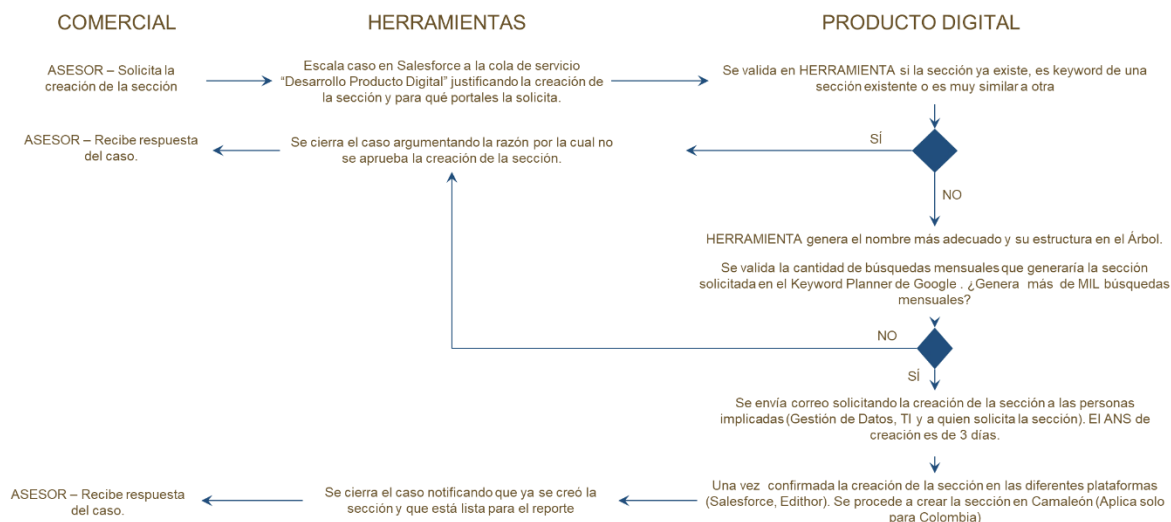 COMERCIAL
HERRAMIENTAS
PRODUCTO DIGITAL
ASESOR – Solicita la
creación de la sección
Escala caso en Salesforce a la cola de servicio
“Desarrollo Producto Digital” justificando la creación de
la sección y para qué portales la solicita.
Se valida en HERRAMIENTA si la sección ya existe, es keyword de una
sección existente o es muy similar a otra
ASESOR – Recibe respuesta
del caso.
Se cierra el caso argumentando la razón por la cual no
se aprueba la creación de la sección.
SÍ
NO
HERRAMIENTA genera el nombre más adecuado y su estructura en el Árbol.
Se valida la cantidad de búsquedas mensuales que generaría la sección
solicitada en el Keyword Planner de Google . ¿Genera más de MIL búsquedas
mensuales?
NO
SÍ
Se envía correo solicitando la creación de la sección a las personas
implicadas (Gestión de Datos, TI y a quien solicita la sección). El ANS de
creación es de 3 días.
ASESOR – Recibe respuesta
del caso.
Se cierra el caso notificando que ya se creó la
sección y que está lista para el reporte
Una vez confirmada la creación de la sección en las diferentes plataformas
(Salesforce, Edithor). Se procede a crear la sección en Camaleón (Aplica solo
para Colombia)